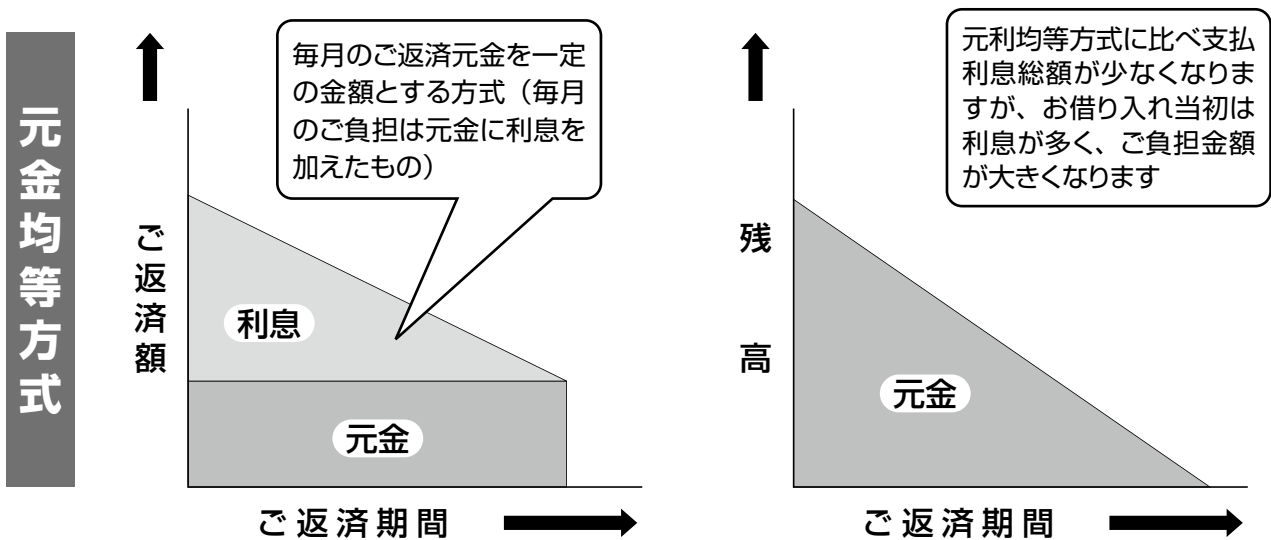 元金均等方式
毎月のご返済元金を一定
の金額とする方式（毎月
のご負担は元金に利息を
加えたもの）
ご返済額
利息
元金
ご返済期間
元利均等方式に比べ支払
利息総額が少なくなりま
すが、お借り入れ当初は
利息が多く、ご負担金額
が大きくなります
残高
元金
ご返済期間